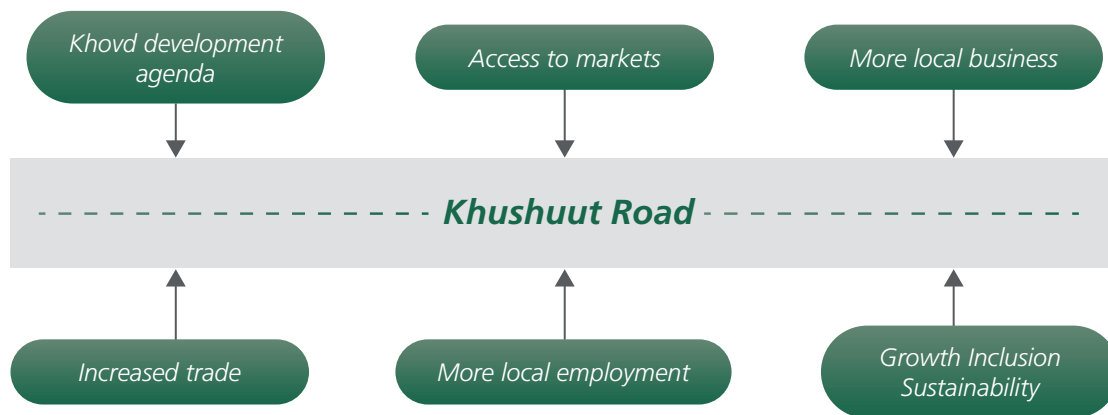 Khovd development
agenda
Access to markets
More local business
Khushuut Road
Increased trade
More local employment
Growth Inclusion
Sustainability